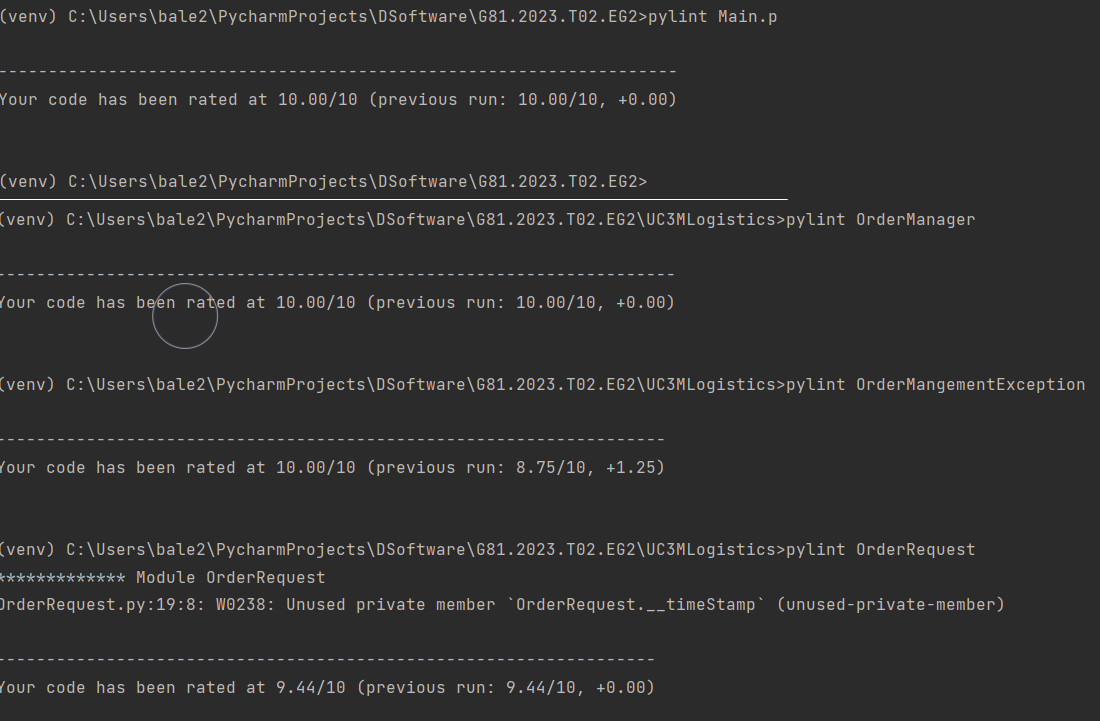 (venv) C:\Users\bale2\PycharmProjects\DSoftware\G81.2023.T02.EG2>pylint Main.p
--------------------------------------------------------------------
Your code has been rated at 10.00/10 (previous run: 10.00/10, +0.00)
(venv) C:\Users\bale2\PycharmProjects\DSoftware\G81.2023.T02.EG2>
(venv) C:\Users\bale2\PycharmProjects\DSoftware\G81.2023.T02.EG2\UC3MLogistics>pylint OrderManager
--------------------------------------------------------------------
Your code has been rated at 10.00/10 (previous run: 10.00/10, +0.00)
(venv) C:\Users\bale2\PycharmProjects\DSoftware\G81.2023.T02.EG2\UC3MLogistics>pylint OrderMangementException
-------------------------------------------------------------------
Your code has been rated at 10.00/10 (previous run: 8.75/10, +1.25)
(venv) C:\Users\bale2\PycharmProjects\DSoftware\G81.2023.T02.EG2\UC3MLogistics>pylint OrderRequest
************* Module OrderRequest
OrderRequest.py:19:8: W0238: Unused private member `OrderRequest.__timeStamp` (unused-private-member)
------------------------------------------------------------------
Your code has been rated at 9.44/10 (previous run: 9.44/10, +0.00)